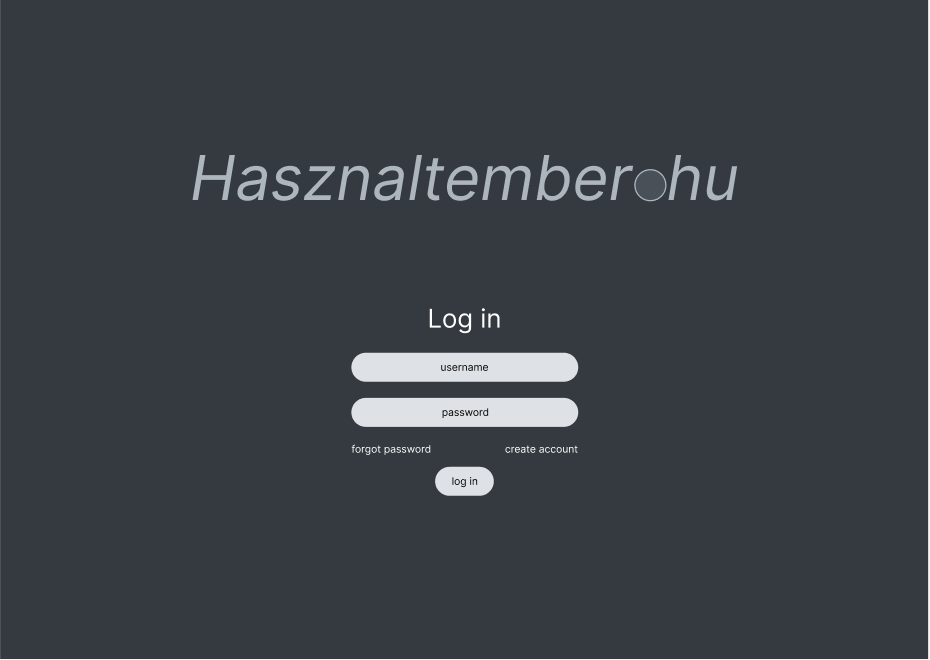 Hasznaltember.hu
Log in
username
password
forgot password create account
log in